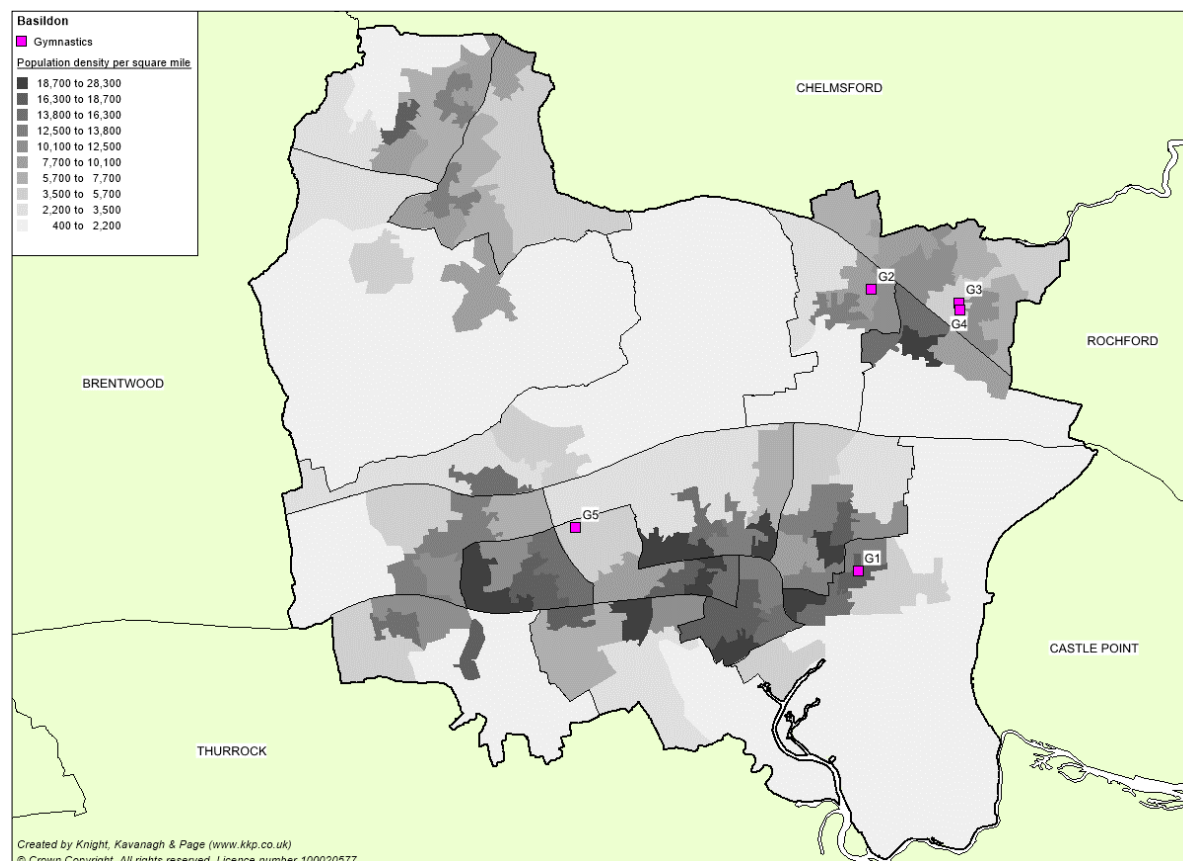 Basildon
Gymnastics
Population density per square mile
18,700 to 28,300
16,300 to 18,700
13,800 to 16,300
12,500 to 13,800
10,100 to 12,500
7,700 to 10,100
5,700 to 7,700
3,500 to 5,700
2,200 to 3,500
400 to 2,200
CHELMSFORD
G2
G3
G4
ROCHFORD
BRENTWOOD
G5
G1
CASTLE POINT
THURROCK
Created by Knight, Kavanagh & Page (www.kkp.co.uk)
© Crown Copyright. All rights reserved. Licence number 100020577